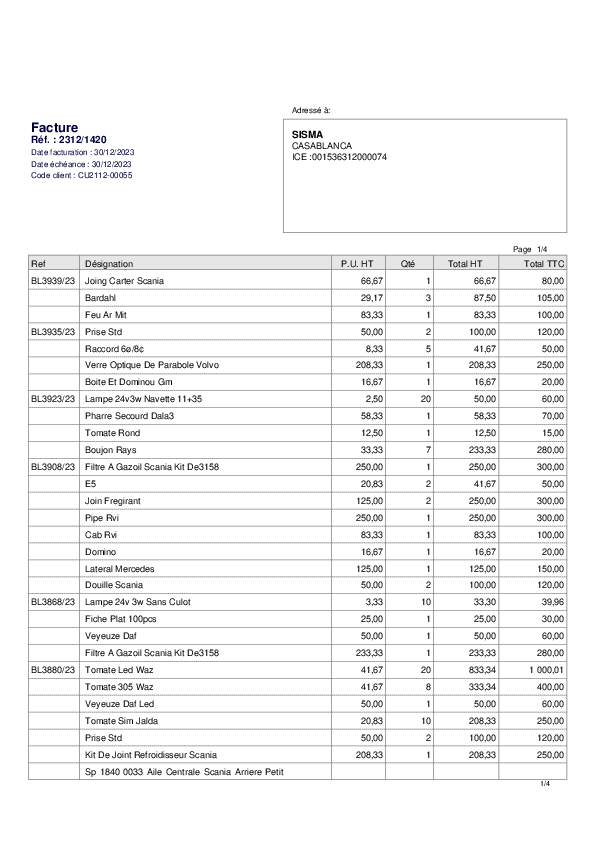 Adressé à:
Facture
Réf. : 2312/1420
Date facturation : 30/12/2023
Date échéance : 30/12/2023
Code client : CU2112-00055
SISMA
CASABLANCA
ICE :001536312000074
Page 1/4
Ref Désignation P.U. HT Qté Total HT Total TTC
BL3939/23 Joing Carter Scania 66,67 1 66,67 80,00
Bardahl 29,17 3 87,50 105,00
Feu Ar Mit 83,33 1 83,33 100,00
BL3935/23 Prise Std 50,00 2 100,00 120,00
Raccord 6ø/8¢ 8,33 5 41,67 50,00
Verre Optique De Parabole Volvo 208,33 1 208,33 250,00
Boite Et Dominou Gm 16,67 1 16,67 20,00
BL3923/23 Lampe 24v3w Navette 11+35 2,50 20 50,00 60,00
Pharre Secourd Dala3 58,33 1 58,33 70,00
Tomate Rond 12,50 1 12,50 15,00
Boujon Rays 33,33 7 233,33 280,00
BL3908/23 Filtre A Gazoil Scania Kit De3158 250,00 1 250,00 300,00
E5 20,83 2 41,67 50,00
Join Fregirant 125,00 2 250,00 300,00
Pipe Rvi 250,00 1 250,00 300,00
Cab Rvi 83,33 1 83,33 100,00
Domino 16,67 1 16,67 20,00
Lateral Mercedes 125,00 1 125,00 150,00
Douille Scania 50,00 2 100,00 120,00
BL3868/23 Lampe 24v 3w Sans Culot 3,33 10 33,30 39,96
Fiche Plat 100pcs 25,00 1 25,00 30,00
Veyeuze Daf 50,00 1 50,00 60,00
Filtre A Gazoil Scania Kit De3158 233,33 1 233,33 280,00
BL3880/23 Tomate Led Waz 41,67 20 833,34 1 000,01
Tomate 305 Waz 41,67 8 333,34 400,00
Veyeuze Daf Led 50,00 1 50,00 60,00
Tomate Sim Jalda 20,83 10 208,33 250,00
Prise Std 50,00 2 100,00 120,00
Kit De Joint Refroidisseur Scania 208,33 1 208,33 250,00
Sp 1840 0033 Aile Centrale Scania Arriere Petit
1/4